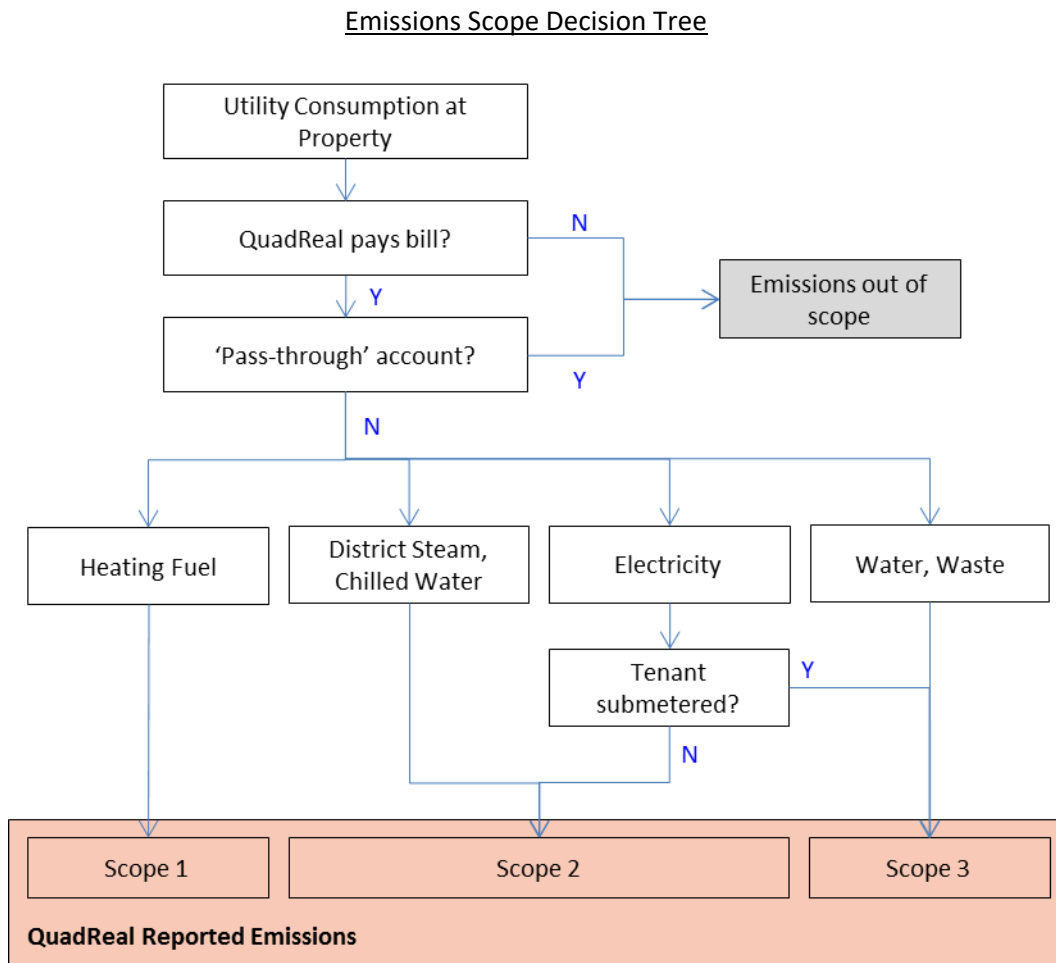 Emissions Scope Decision Tree
Utility Consumption at
Property
QuadReal pays bill?
N
Emissions out of
scope
Y
‘Pass-through’ account?
Y
N
Heating Fuel
District Steam,
Chilled Water
Electricity
Water, Waste
Tenant
submetered?
Y
N
Scope 1
Scope 2
Scope 3
QuadReal Reported Emissions